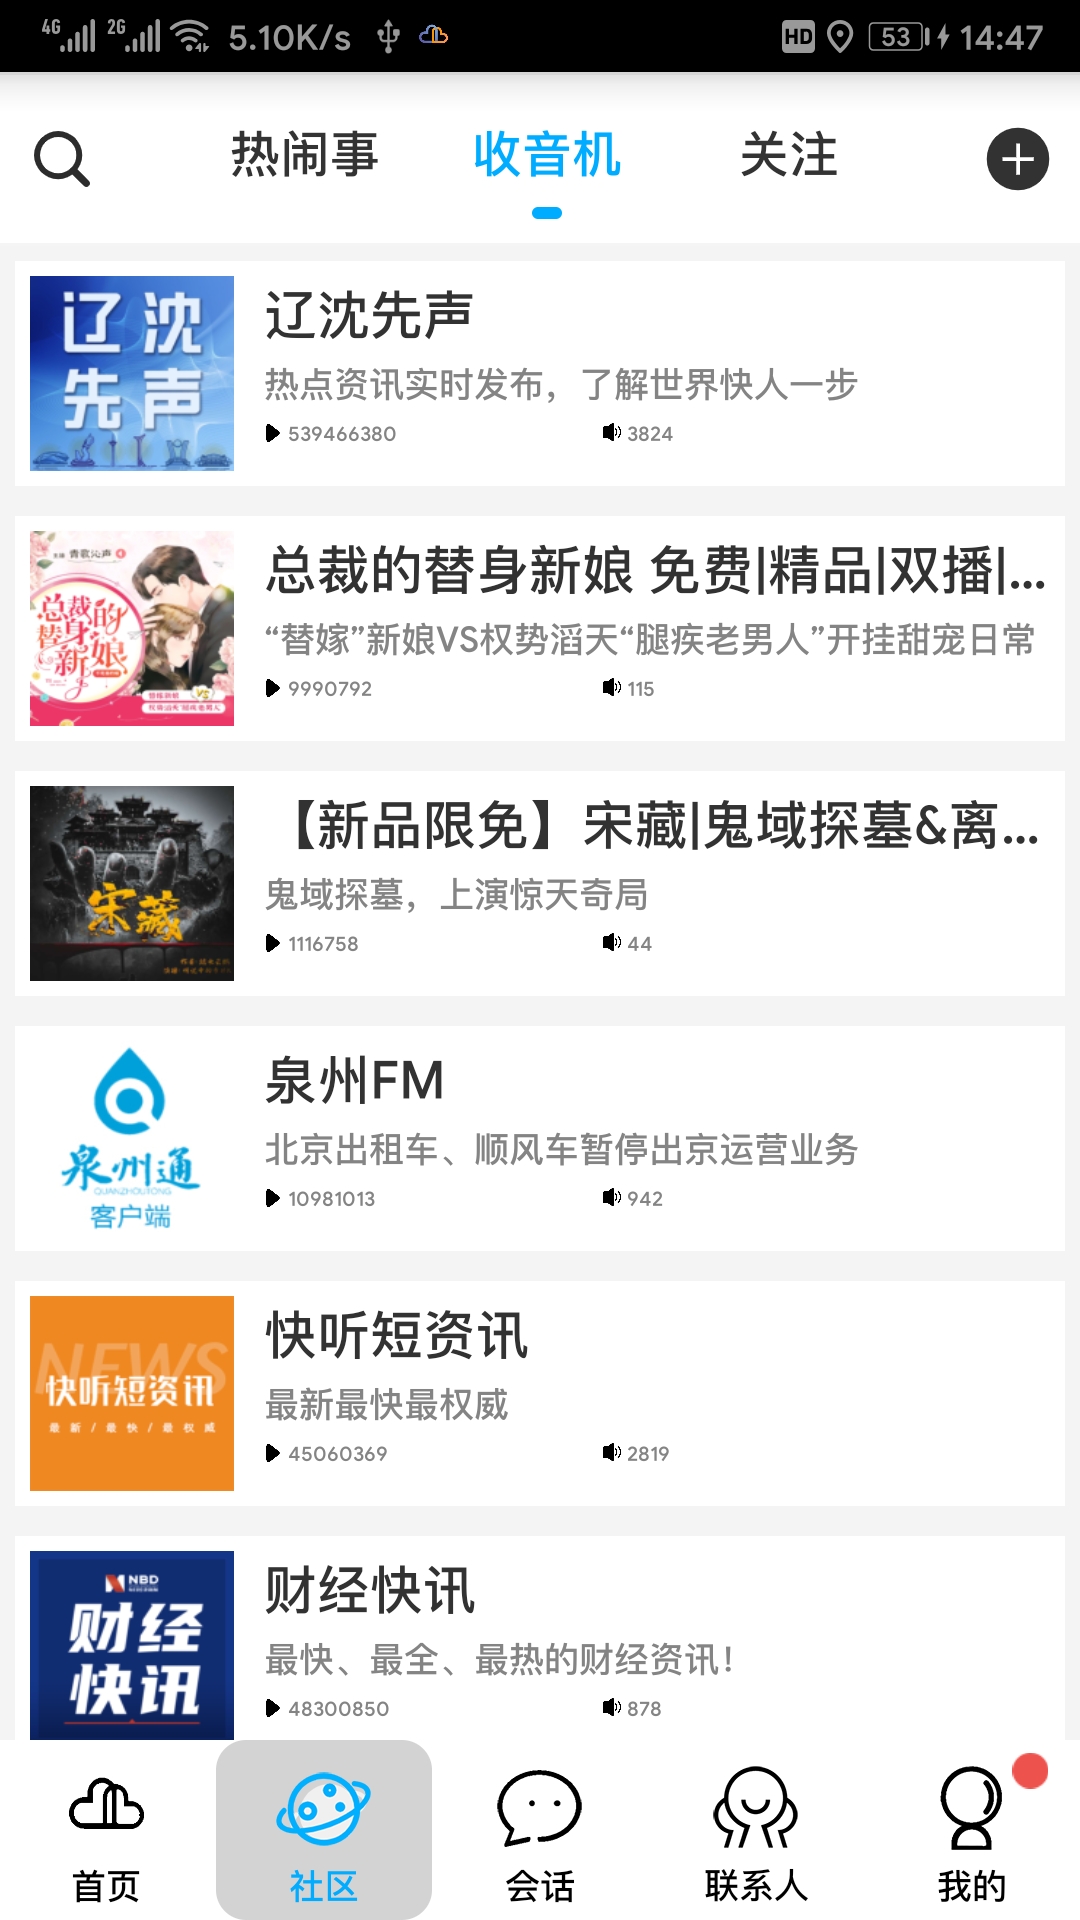 4G 2G 5.10K/s HD 53 14:47
热闹事 收音机 关注
辽沈先声
辽沈先声
热点资讯实时发布，了解世界快人一步
539466380 3824
青歌沁声
总裁的替身新娘
VS
总裁的替身新娘 免费|精品|双播|...
“替嫁”新娘VS权势滔天“腿疾老男人”开挂甜宠日常
9990792 115
宋藏
【新品限免】宋藏|鬼域探墓&离...
鬼域探墓，上演惊天奇局
1116758 44
泉州通
QUANZHOUTONG
客户端
泉州FM
北京出租车、顺风车暂停出京运营业务
10981013 942
NEWS
快听短资讯
最新/最快/最权威
快听短资讯
最新最快最权威
45060369 2819
NBD
财经
快讯
财经快讯
最快、最全、最热的财经资讯！
48300850 878
首页 社区 会话 联系人 我的